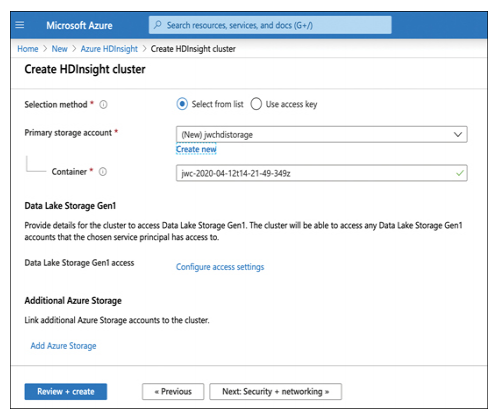 Microsoft Azure
Search resources, services, and docs (G+/)
Home > New > Azure HDInsight > Create HDInsight cluster
Create HDInsight cluster
Selection method *
Select from list Use access key
Primary storage account *
(New) jwchdistorage
Create new
Container *
jwc-2020-04-12t14-21-49-349z
Data Lake Storage Gen1
Provide details for the cluster to access Data Lake Storage Gen1. The cluster will be able to access any Data Lake Storage Gen1
accounts that the chosen service principal has access to.
Data Lake Storage Gen1 access
Configure access settings
Additional Azure Storage
Link additional Azure Storage accounts to the cluster.
Add Azure Storage
Review + create
« Previous
Next: Security + networking »